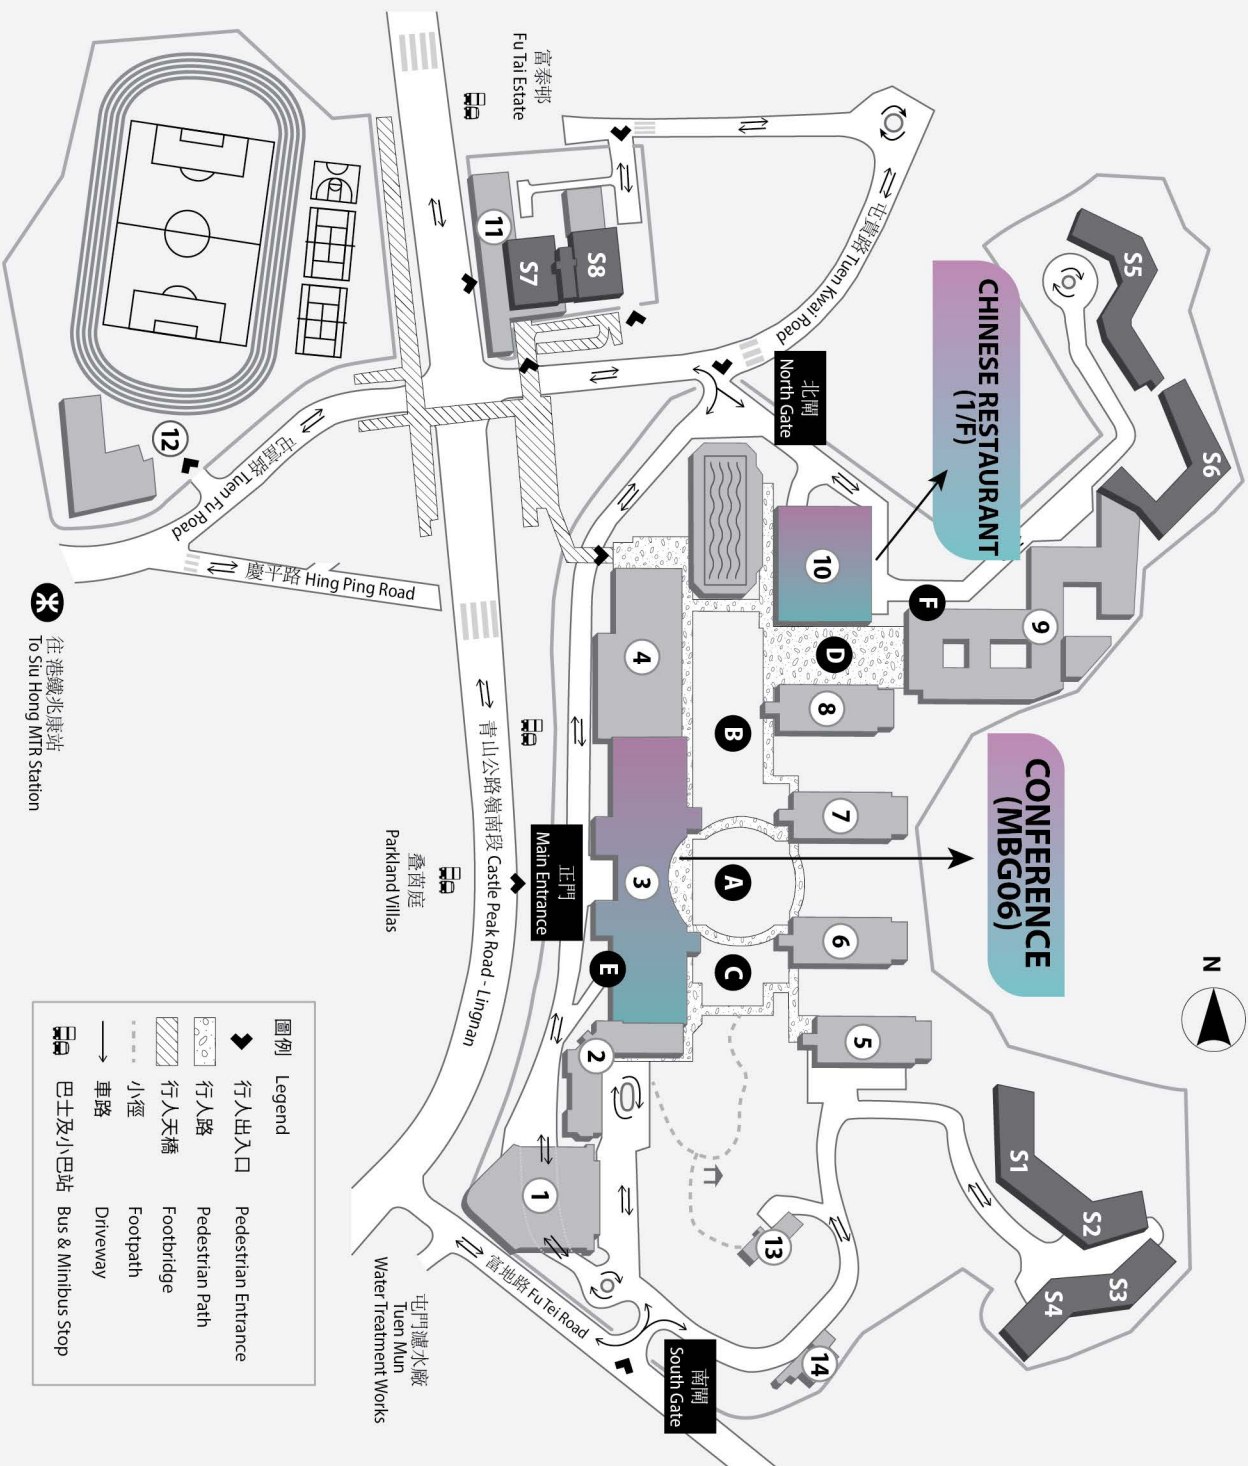 CHINESE RESTAURANT
(1/F)
CONFERENCE
(MBG06)
N
富泰邨
Fu Tai Estate
屯貴路 Tuen Kwai Road
北閘
North Gate
S5
S6
S7
S8
11
12
10
9
F
D
4
8
B
7
3
A
6
E
C
5
2
1
13
14
S1
S2
S3
S4
屯富路 Tuen Fu Road
慶平路 Hing Ping Road
往 港鐵兆康站
To Siu Hong MTR Station
青山公路嶺南段 Castle Peak Road - Lingnan
正門
Main Entrance
叠茵庭
Parkland Villas
富地路 Fu Tei Road
南閘
South Gate
屯門濾水廠
Tuen Mun
Water Treatment Works
圖例 Legend
行人出入口 Pedestrian Entrance
行人路 Pedestrian Path
行人天橋 Footbridge
小徑 Footpath
車路 Driveway
巴士及小巴站 Bus & Minibus Stop